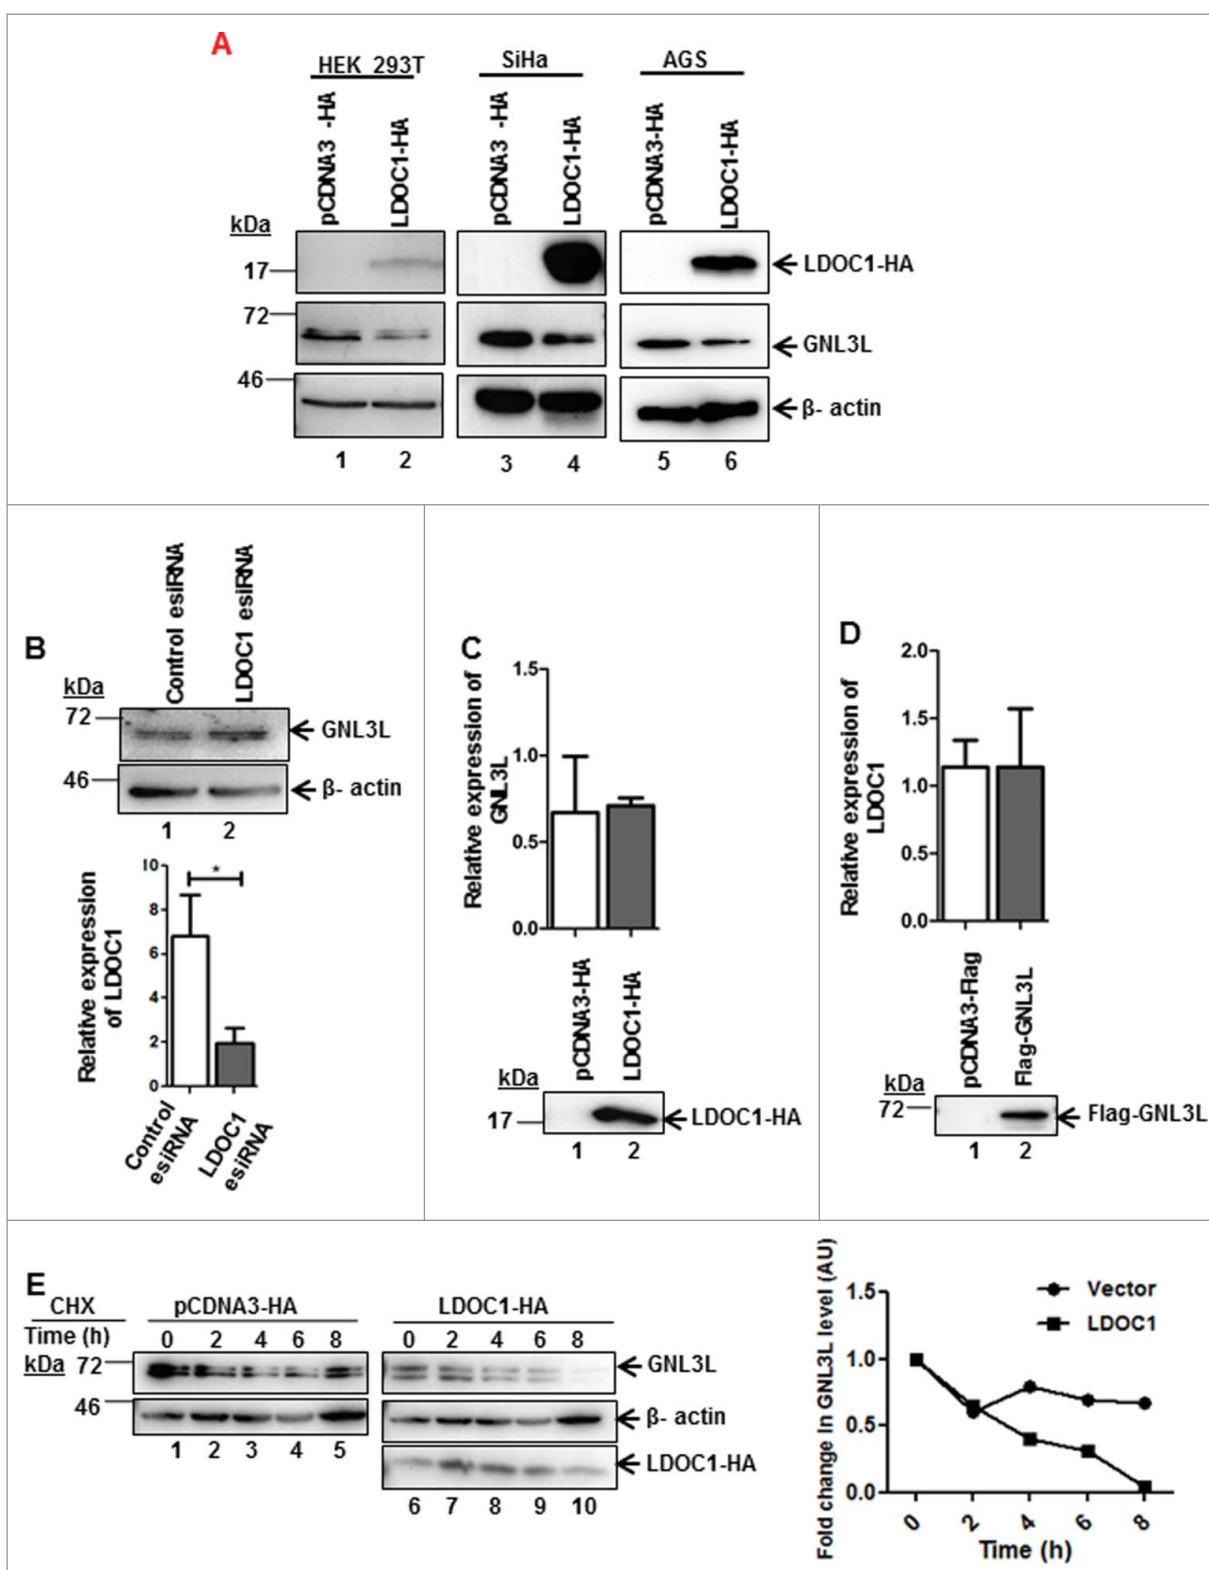 A
HEK 293T
SiHa
AGS
pCDNA3 -HA
LDOC1-HA
pCDNA3 -HA
LDOC1-HA
pCDNA3-HA
LDOC1-HA
kDa
17
LDOC1-HA
72
GNL3L
46
β- actin
1 2 3 4 5 6
B
Control esiRNA
LDOC1 esiRNA
kDa
72
GNL3L
46
β- actin
1 2
Relative expression
of LDOC1
10
8
6
4
2
0
*
Control
esiRNA
LDOC1
esiRNA
C
Relative expression of
GNL3L
1.5
1.0
0.5
0.0
pCDNA3-HA
LDOC1-HA
kDa
17
LDOC1-HA
1 2
D
Relative expression of
LDOC1
2.0
1.5
1.0
0.5
0.0
pCDNA3-Flag
Flag-GNL3L
kDa
72
Flag-GNL3L
1 2
E
CHX
pCDNA3-HA
LDOC1-HA
Time (h)
0 2 4 6 8
0 2 4 6 8
kDa
72
GNL3L
46
β- actin
1 2 3 4 5
LDOC1-HA
6 7 8 9 10
Fold change in GNL3L level (AU)
1.5
1.0
0.5
0.0
Vector
LDOC1
0 2 4 6 8
Time (h)